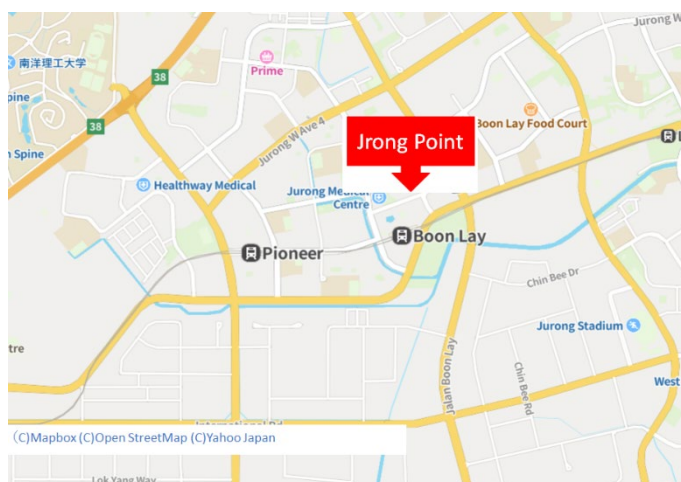 Jurong W
南洋理工大学
38
Prime
pine
38
Boon Lay Food Court
Jurong W Ave 4
Jrong Point
n Spine
Healthway Medical
Jurong Medical
Centre
Boon Lay
Pioneer
Chin Bee Dr
Jurong Stadium
tre
Jalan Boon Lay
Chin Bee Rd
West
International Rd
(C)Mapbox (C)Open StreetMap (C)Yahoo Japan
Lok Yang Way